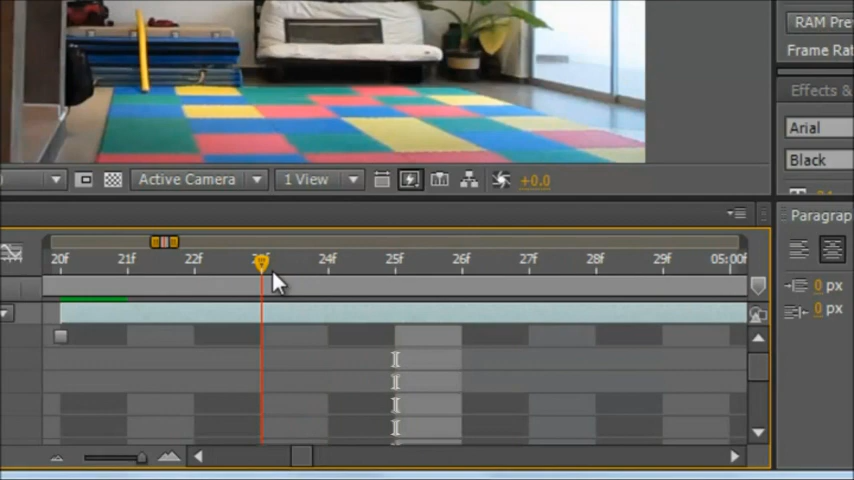 RAM Pre
Frame Rat
Effects &
Arial
Black
Active Camera
1 View
+0.0
Paragrap
20f 21f 22f 24f 25f 26f 27f 28f 29f 05:00f
0 px
0 px